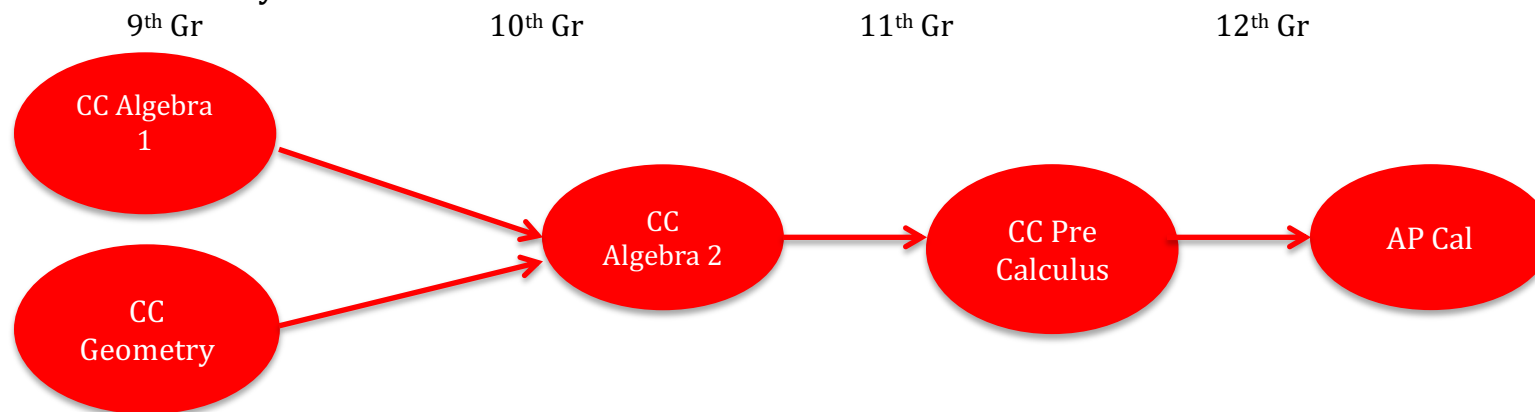 9th Gr
10th Gr
11th Gr
12th Gr
CC Algebra
1
CC
Geometry
CC
Algebra 2
CC Pre
Calculus
AP Cal